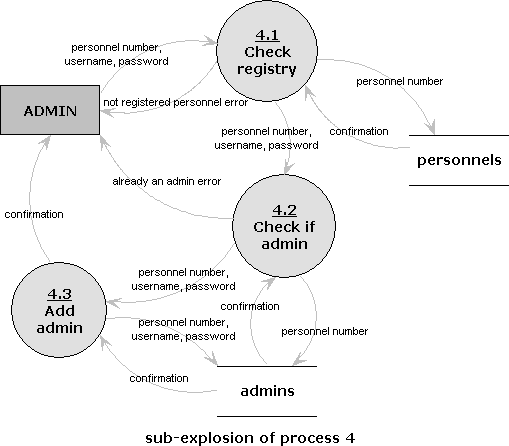 4.1
Check
registry
personnel number,
username, password
personnel number
ADMIN
not registered personnel error
personnel number,
username, password
confirmation
personnels
already an admin error
4.2
Check if
admin
confirmation
personnel number,
username, password
4.3
Add
admin
confirmation
personnel number,
username, password
personnel number
confirmation
admins
sub-explosion of process 4